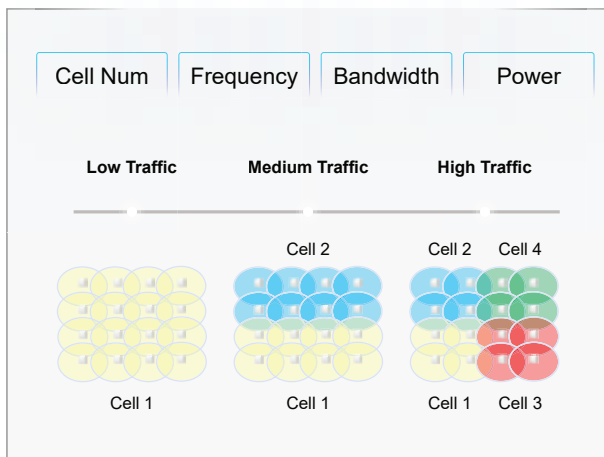 Cell Num Frequency Bandwidth Power
Low Traffic Medium Traffic High Traffic
Cell 2 Cell 2 Cell 4
Cell 1 Cell 1 Cell 1 Cell 3